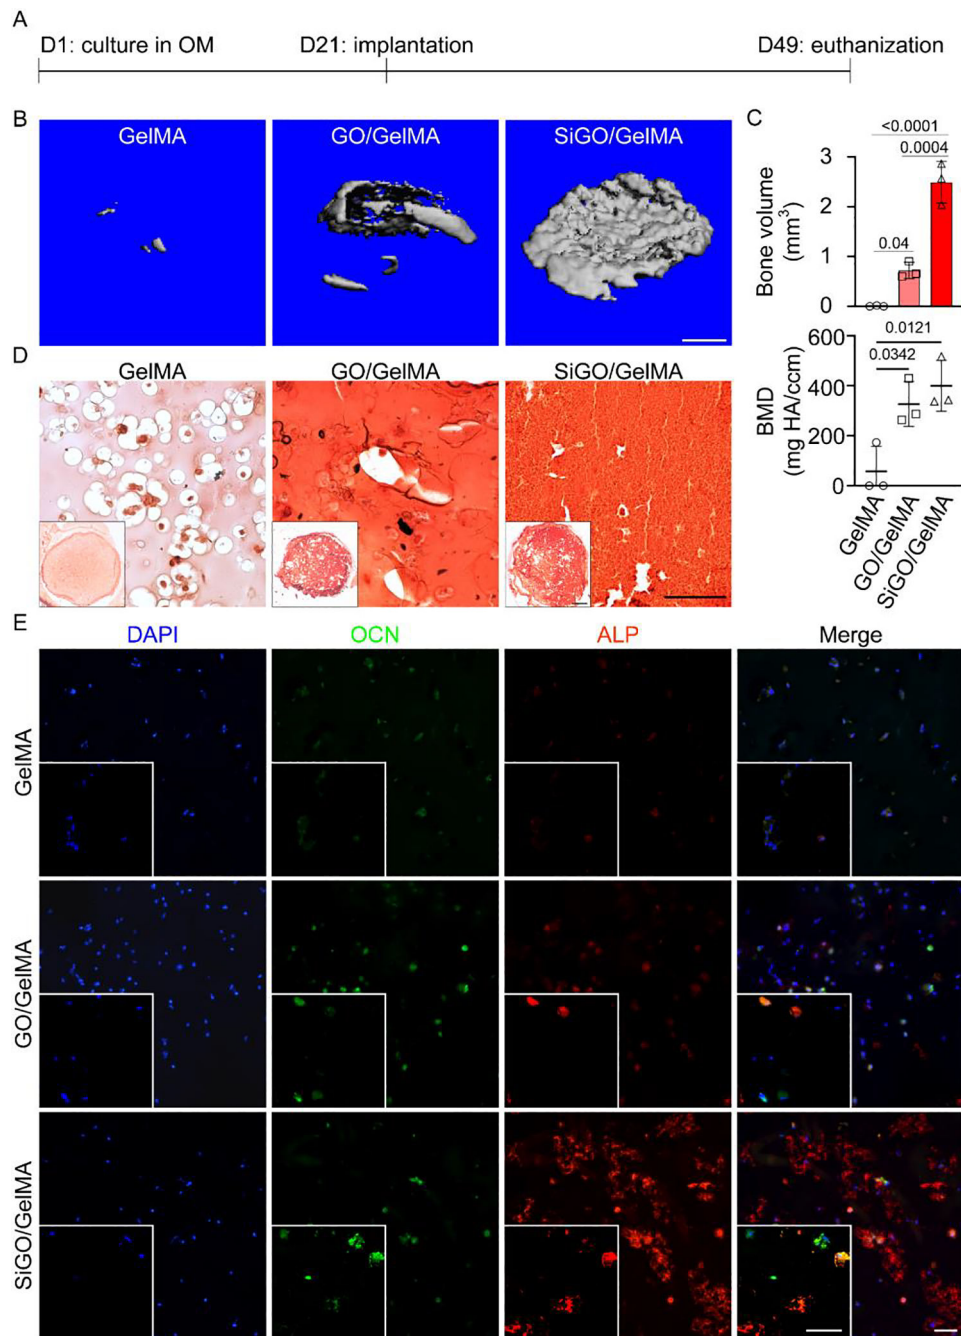 A
D1: culture in OM
D21: implantation
D49: euthanization
B
GelMA
GO/GelMA
SiGO/GelMA
C
<0.0001
0.0004
0.04
3
2
1
0
Bone volume
(mm³)
0.0121
0.0342
600
400
200
0
BMD
(mg HA/ccm)
GelMA
GO/GelMA
SiGO/GelMA
D
GelMA
GO/GelMA
SiGO/GelMA
E
DAPI
OCN
ALP
Merge
GelMA
GO/GelMA
SiGO/GelMA